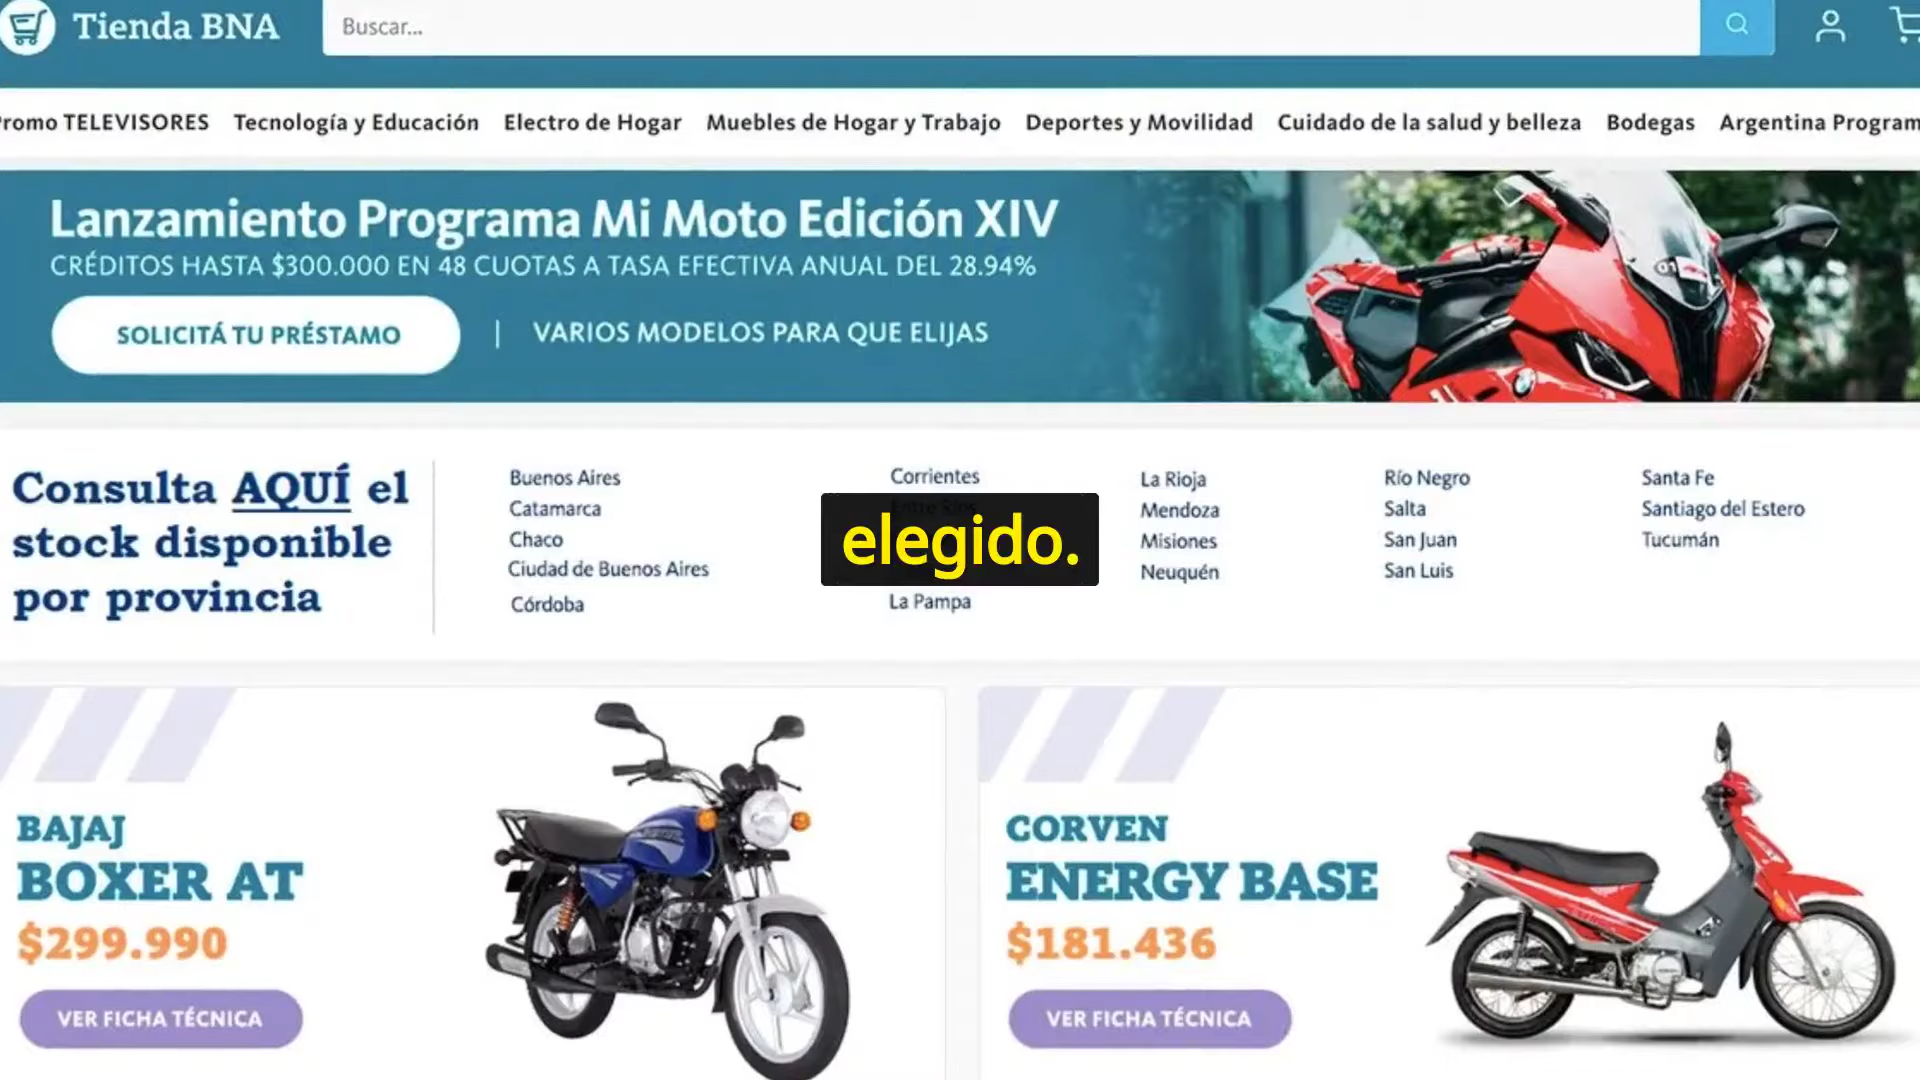 Tienda BNA
Buscar...
romo TELEVISORES Tecnología y Educación Electro de Hogar Muebles de Hogar y Trabajo Deportes y Movilidad Cuidado de la salud y belleza Bodegas Argentina Program
Lanzamiento Programa Mi Moto Edición XIV
CRÉDITOS HASTA $300.000 EN 48 CUOTAS A TASA EFECTIVA ANUAL DEL 28.94%
SOLICITÁ TU PRÉSTAMO | VARIOS MODELOS PARA QUE ELIJAS
Consulta AQUÍ el
stock disponible
por provincia
Buenos Aires
Catamarca
Chaco
Ciudad de Buenos Aires
Córdoba
Corrientes
Entre Ríos
La Pampa
La Rioja
Mendoza
Misiones
Neuquén
Río Negro
Salta
San Juan
San Luis
Santa Fe
Santiago del Estero
Tucumán
elegido.
BAJAJ
BOXER AT
$299.990
VER FICHA TÉCNICA
CORVEN
ENERGY BASE
$181.436
VER FICHA TÉCNICA